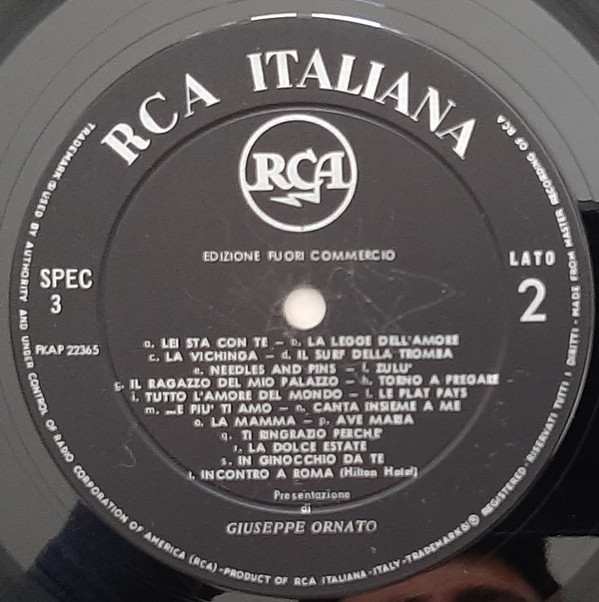 RCA ITALIANA
RCA
EDIZIONE FUORI COMMERCIO
SPEC
3
LATO
2
PKAP 22365
a. LEI STA CON TE - b. LA LEGGE DELL'AMORE
c. LA VICHINGA - d. IL SURF DELLA TROMBA
e. NEEDLES AND PINS - f. ZULU'
g. IL RAGAZZO DEL MIO PALAZZO - h. TORNO A PREGARE -
i. TUTTO L'AMORE DEL MONDO - l. LE PLAT PAYS
m. ...E PIU' TI AMO - n. CANTA INSIEME A ME
o. LA MAMMA - p. AVE MARIA
q. TI RINGRAZIO PERCHE'
r. LA DOLCE ESTATE
s. IN GINOCCHIO DA TE
t. INCONTRO A ROMA (Hilton Hotel)
Presentazione
di
GIUSEPPE ORNATO
TRADEMARK ® USED BY AUTHORITY AND UNDER CONTROL OF RADIO CORPORATION OF AMERICA (RCA)-PRODUCT OF RCA ITALIANA-ITALY-TRADEMARKS ® REGISTERED- RISERVATI TUTTI I DIRITTI - MADE FROM MASTER RECORDING OF RCA